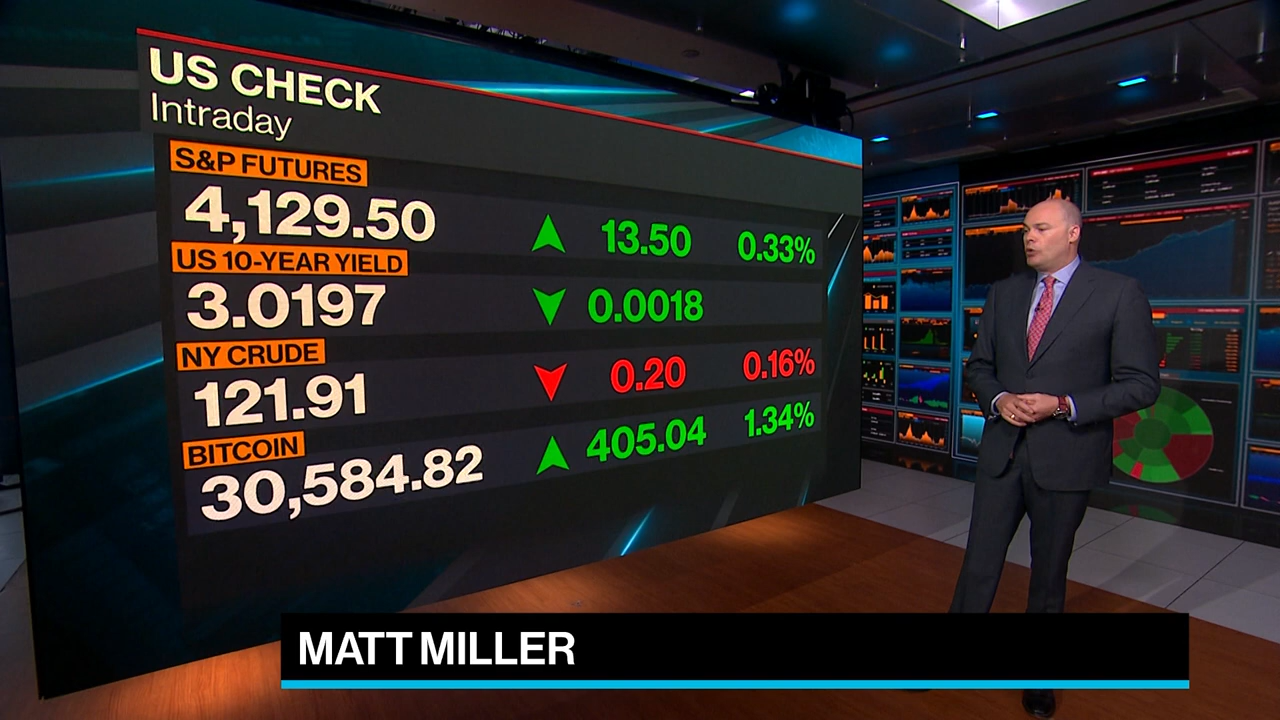 US CHECK
Intraday
S&P FUTURES
4,129.50 13.50 0.33%
US 10-YEAR YIELD
3.0197 0.0018
NY CRUDE
121.91 0.20 0.16%
BITCOIN
30,584.82 405.04 1.34%
MATT MILLER